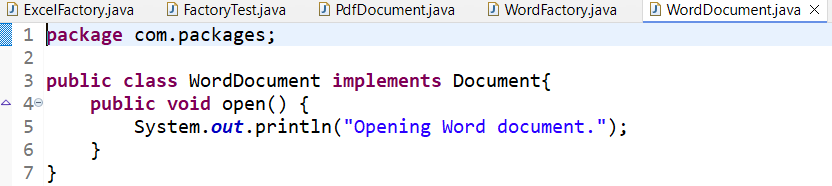 ExcelFactory.java FactoryTest.java PdfDocument.java WordFactory.java WordDocument.java
1 package com.packages;
2
3 public class WordDocument implements Document{
4 public void open() {
5 System.out.println("Opening Word document.");
6 }
7 }